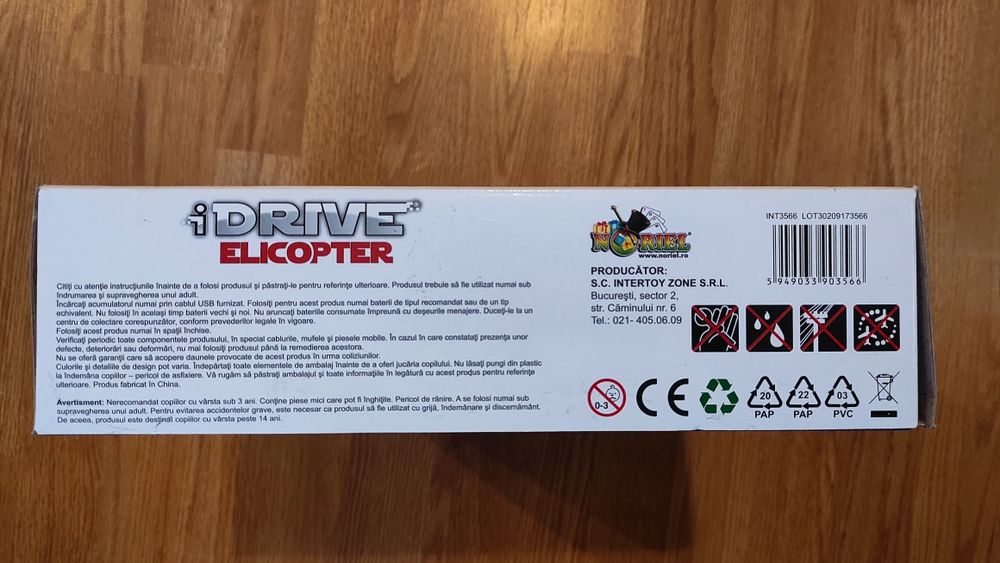 iDRIVE
ELICOPTER
Citiți cu atenție instrucțiunile înainte de a folosi produsul și păstrați-le pentru referințe ulterioare. Produsul trebuie să fie utilizat numai sub
îndrumarea și supravegherea unui adult.
Încărcați acumulatorul numai prin cablul USB furnizat. Folosiți pentru acest produs numai baterii de tipul recomandat sau de un tip
echivalent. Nu folosiți în același timp baterii vechi și noi. Nu aruncați bateriile consumate împreună cu deșeurile menajere. Duceți-le la un
centru de colectare corespunzător, conform prevederilor legale în vigoare.
Folosiți acest produs numai în spații închise.
Verificați periodic toate componentele produsului, în special cablurile, mufele și piesele mobile. În cazul în care constatați prezența unor
defecte, deteriorări sau deformări, nu mai folosiți produsul până la remedierea acestora.
Nu se oferă garanții care să acopere daunele provocate de acest produs în urma coliziunilor.
Culorile și detaliile de design pot varia. Îndepărtați toate elementele de ambalaj înainte de a oferi jucăria copilului. Nu lăsați pungi din plastic
la îndemâna copiilor – pericol de asfixiere. Vă rugăm să păstrați ambalajul și toate informațiile în legătură cu acest produs pentru referințe
ulterioare. Produs fabricat în China.
Avertisment: Nerecomandat copiilor cu vârsta sub 3 ani. Conține piese mici care pot fi înghițite. Pericol de rănire. A se folosi numai sub
supravegherea unui adult. Pentru evitarea accidentelor grave, este necesar ca produsul să fie utilizat cu grijă, îndemânare și discernământ.
De aceea, produsul este destinat copiilor cu vârsta peste 14 ani.
NORIEL
www.noriel.ro
PRODUCĂTOR:
S.C. INTERTOY ZONE S.R.L.
București, sector 2,
str. Căminului nr. 6
Tel.: 021- 405.06.09
INT3566 LOT30209173566
5 949033 903566
0-3
CE
20
PAP
22
PAP
03
PVC